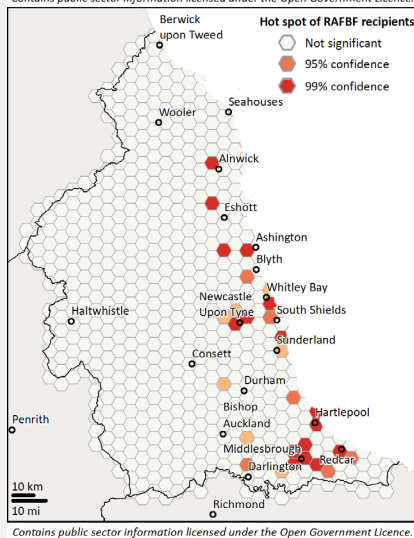 Contains public sector information licensed under the Open Government Licence.
Hot spot of RAFBF recipients
Not significant
95% confidence
99% confidence
Berwick
upon Tweed
Seahouses
Wooler
Alnwick
Eshott
Ashington
Blyth
Whitley Bay
Newcastle
Upon Tyne
South Shields
Haltwhistle
Sunderland
Consett
Durham
Bishop
Auckland
Hartlepool
Penrith
Middlesbrough
Redcar
Darlington
Richmond
10 km
10 mi
Contains public sector information licensed under the Open Government Licence.